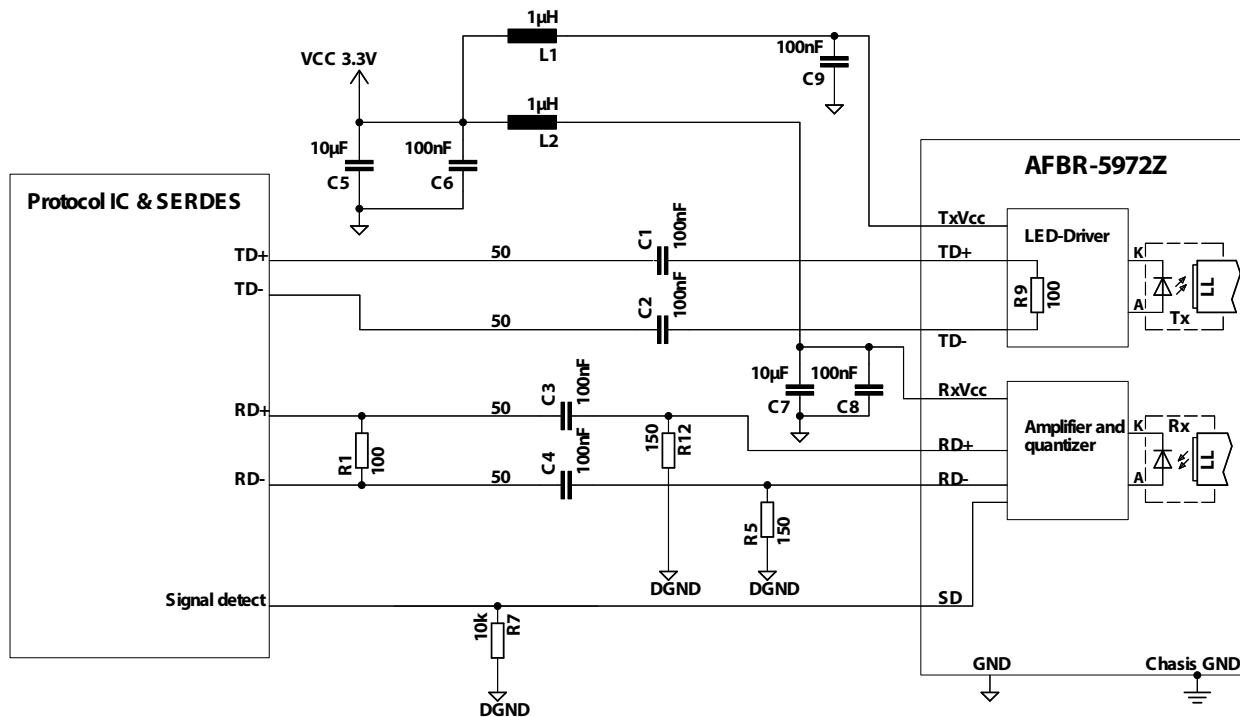 1µH
L1
100nF
C9
VCC 3.3V
1µH
L2
10µF
C5
100nF
C6
AFBR-5972Z
Protocol IC & SERDES
TxVcc
LED-Driver
TD+
50
C1
100nF
TD+
R9
100
K
A
Tx
LL
TD-
50
C2
100nF
TD-
10µF
C7
100nF
C8
RxVcc
Amplifier and
quantizer
K
A
Rx
LL
RD+
50
C3
100nF
150
R12
RD+
R1
100
RD-
50
C4
100nF
RD-
R5
150
DGND
DGND
Signal detect
SD
10k
R7
DGND
GND
Chasis GND